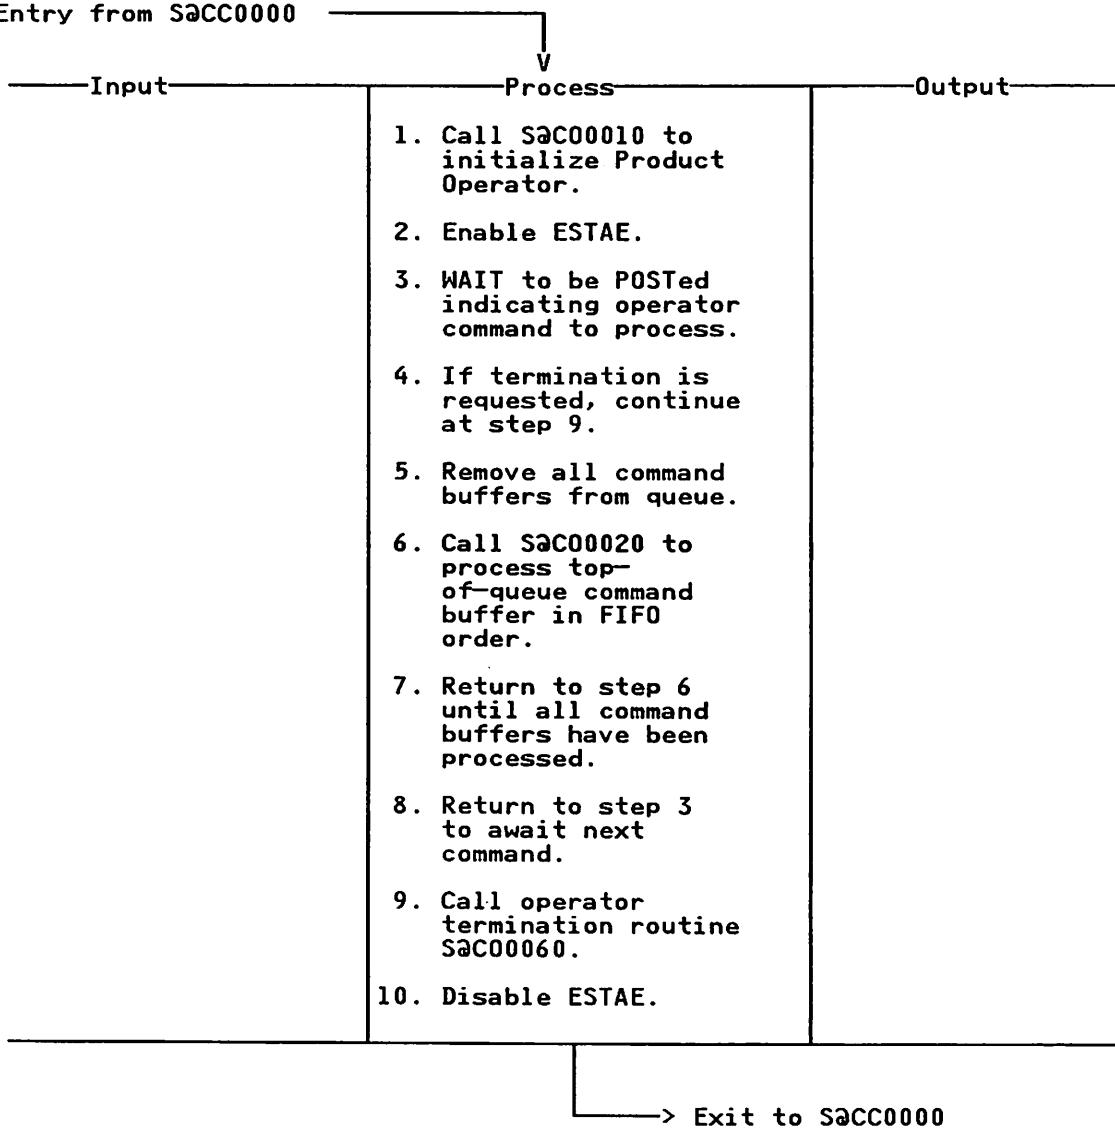 Entry from S@CC0000
V
Input Process Output
1. Call S@CO0010 to
initialize Product
Operator.
2. Enable ESTAE.
3. WAIT to be POSTed
indicating operator
command to process.
4. If termination is
requested, continue
at step 9.
5. Remove all command
buffers from queue.
6. Call S@CO0020 to
process top-
of-queue command
buffer in FIFO
order.
7. Return to step 6
until all command
buffers have been
processed.
8. Return to step 3
to await next
command.
9. Call operator
termination routine
S@CO0060.
10. Disable ESTAE.
> Exit to S@CC0000